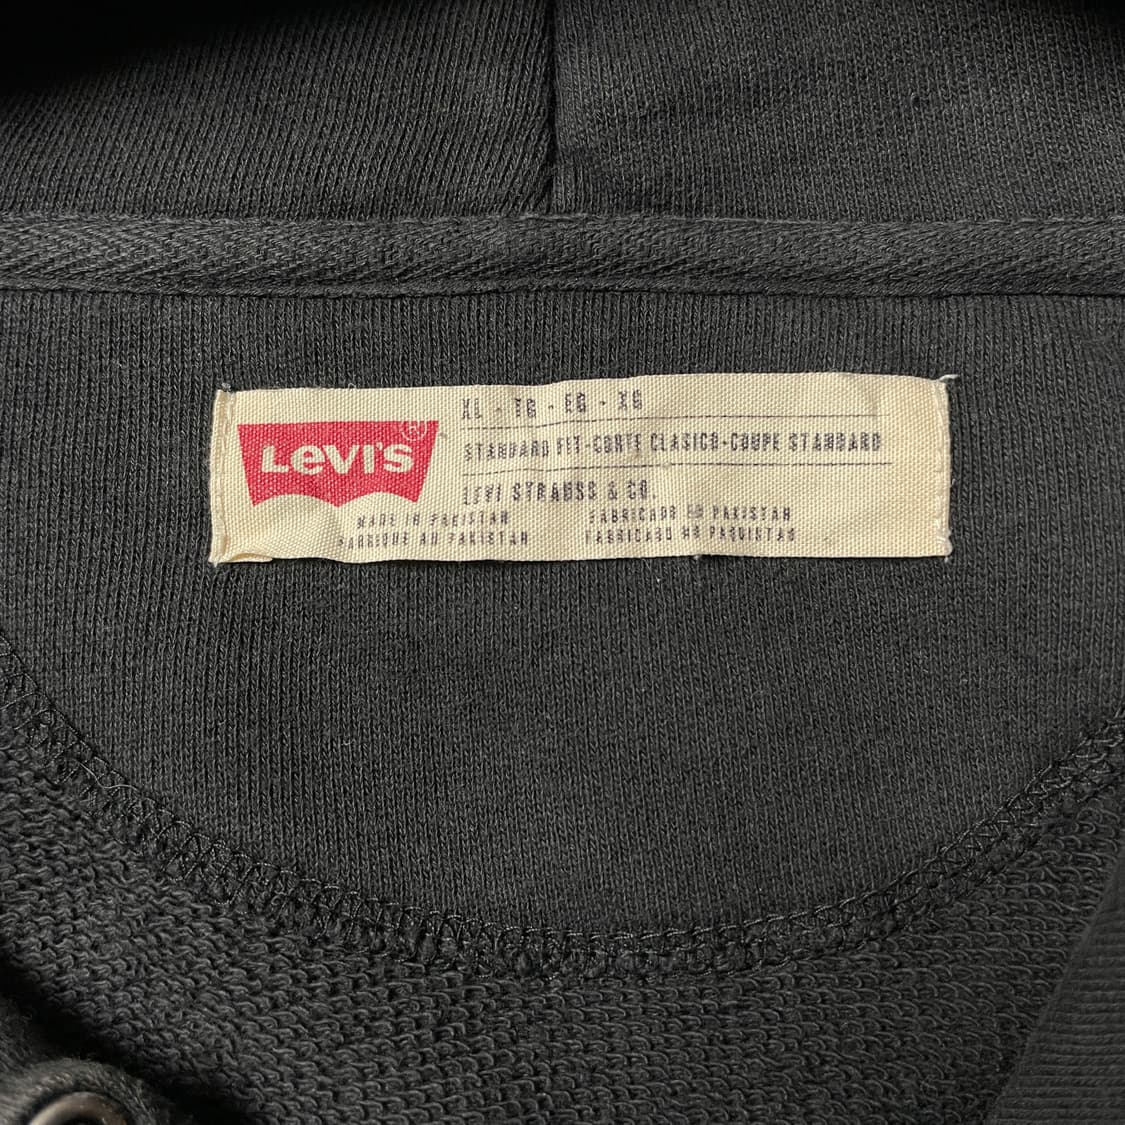 Levi's®
XL - TG - EG - XG
STANDARD FIT-CORTE CLASICO-COUPE STANDARD
LEVI STRAUSS & CO.
MADE IN PAKISTAN FABRICADO EN PAKISTAN
FABRIQUE AU PAKISTAN FABRICADO NO PAQUISTAO